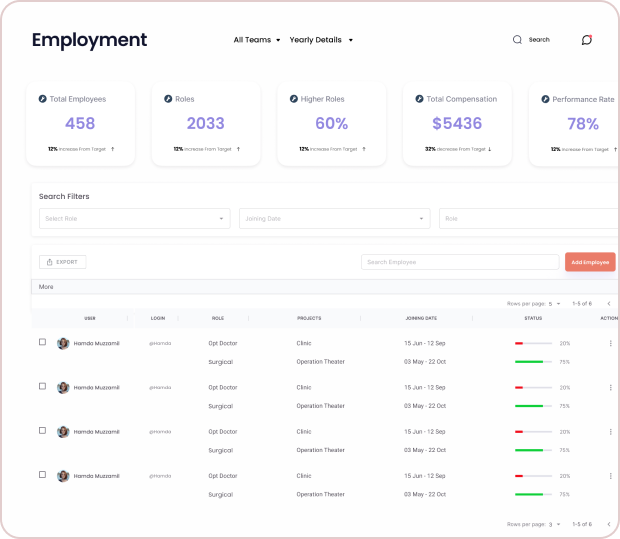 Employment
All Teams Yearly Details Search
Total Employees Roles Higher Roles Total Compensation Performance Rate
458 2033 60% $5436 78%
12% increase From Target ↑ 12% increase From Target ↑ 12% increase From Target ↑ 32% decrease From Target ↓ 12% increase From Target ↑
Search Filters
Select Role Joining Date Role
EXPORT Search Employee Add Employee
More
Rows per page: 5 1-5 of 6 <
USER LOGIN ROLE PROJECTS JOINING DATE STATUS ACTION
Hamda Muzzamil @Hamda Opt Doctor Clinic 15 Jun - 12 Sep 20%
Surgical Operation Theater 03 May - 22 Oct 75%
Hamda Muzzamil @Hamda Opt Doctor Clinic 15 Jun - 12 Sep 20%
Surgical Operation Theater 03 May - 22 Oct 75%
Hamda Muzzamil @Hamda Opt Doctor Clinic 15 Jun - 12 Sep 20%
Surgical Operation Theater 03 May - 22 Oct 75%
Hamda Muzzamil @Hamda Opt Doctor Clinic 15 Jun - 12 Sep 20%
Surgical Operation Theater 03 May - 22 Oct 75%
Rows per page: 3 1-5 of 6 <